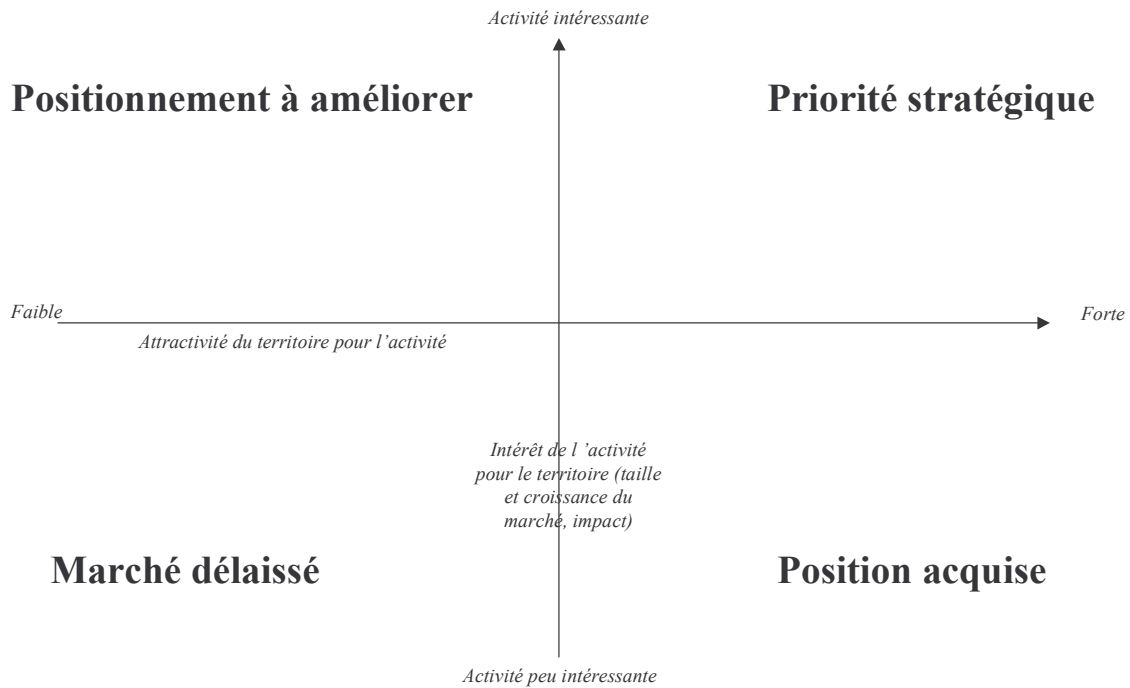 Activité intéressante
Positionnement à améliorer
Priorité stratégique
Faible
Forte
Attractivité du territoire pour l’activité
Intérêt de l ’activité
pour le territoire (taille
et croissance du
marché, impact)
Marché délaissé
Position acquise
Activité peu intéressante